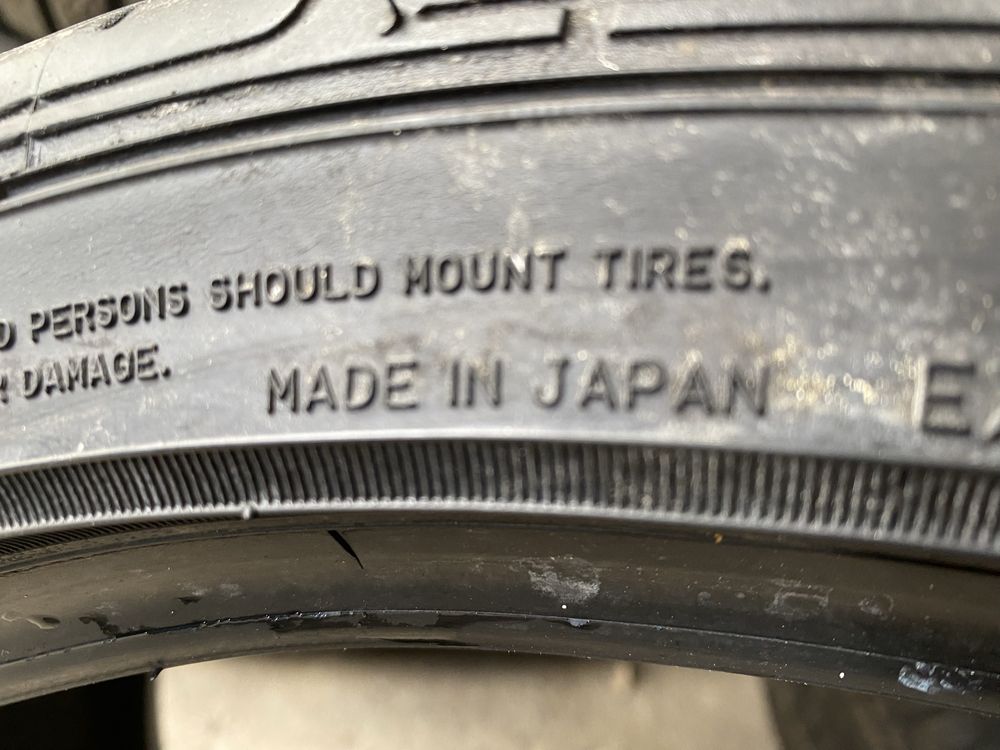 PERSONS SHOULD MOUNT TIRES.
DAMAGE.
MADE IN JAPAN